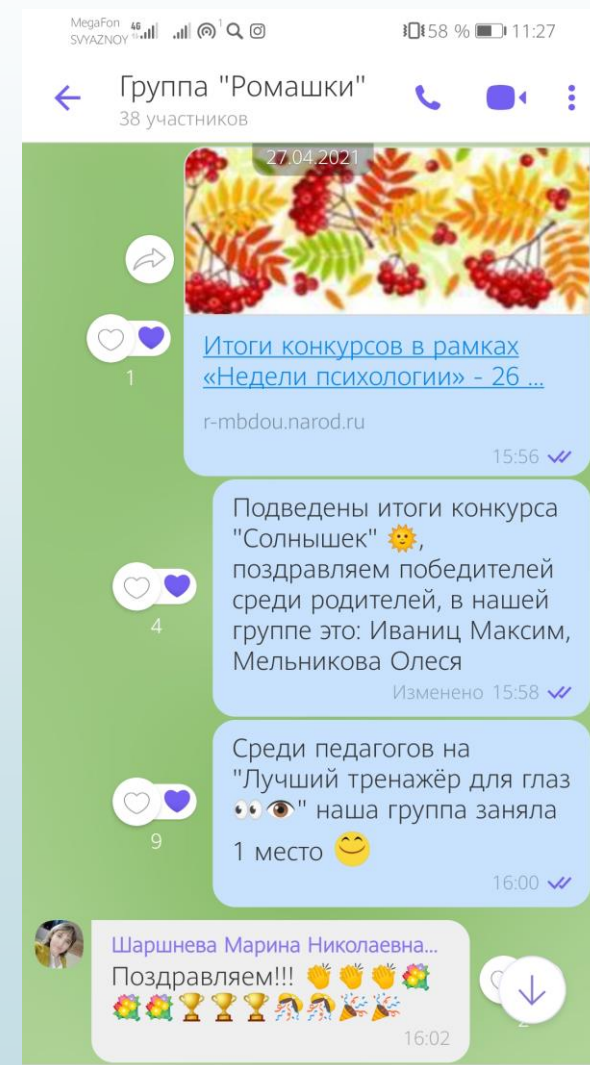 MegaFon 4G 1 58 % 11:27
SVYAZNOY
Группа "Ромашки"
38 участников
27.04.2021
Итоги конкурсов в рамках
«Недели психологии» - 26 ...
r-mbdou.narod.ru
1
15:56
Подведены итоги конкурса
"Солнышек" 🌞,
поздравляем победителей
среди родителей, в нашей
группе это: Иваниц Максим,
Мельникова Олеся
4
Изменено 15:58
Среди педагогов на
"Лучший тренажёр для глаз
👀 👁" наша группа заняла
1 место 😊
9
16:00
Шаршнева Марина Николаевна...
Поздравляем!!! 👏👏👏💐
💐💐🏆🏆🏆🎊🎊🎉🎉
16:02